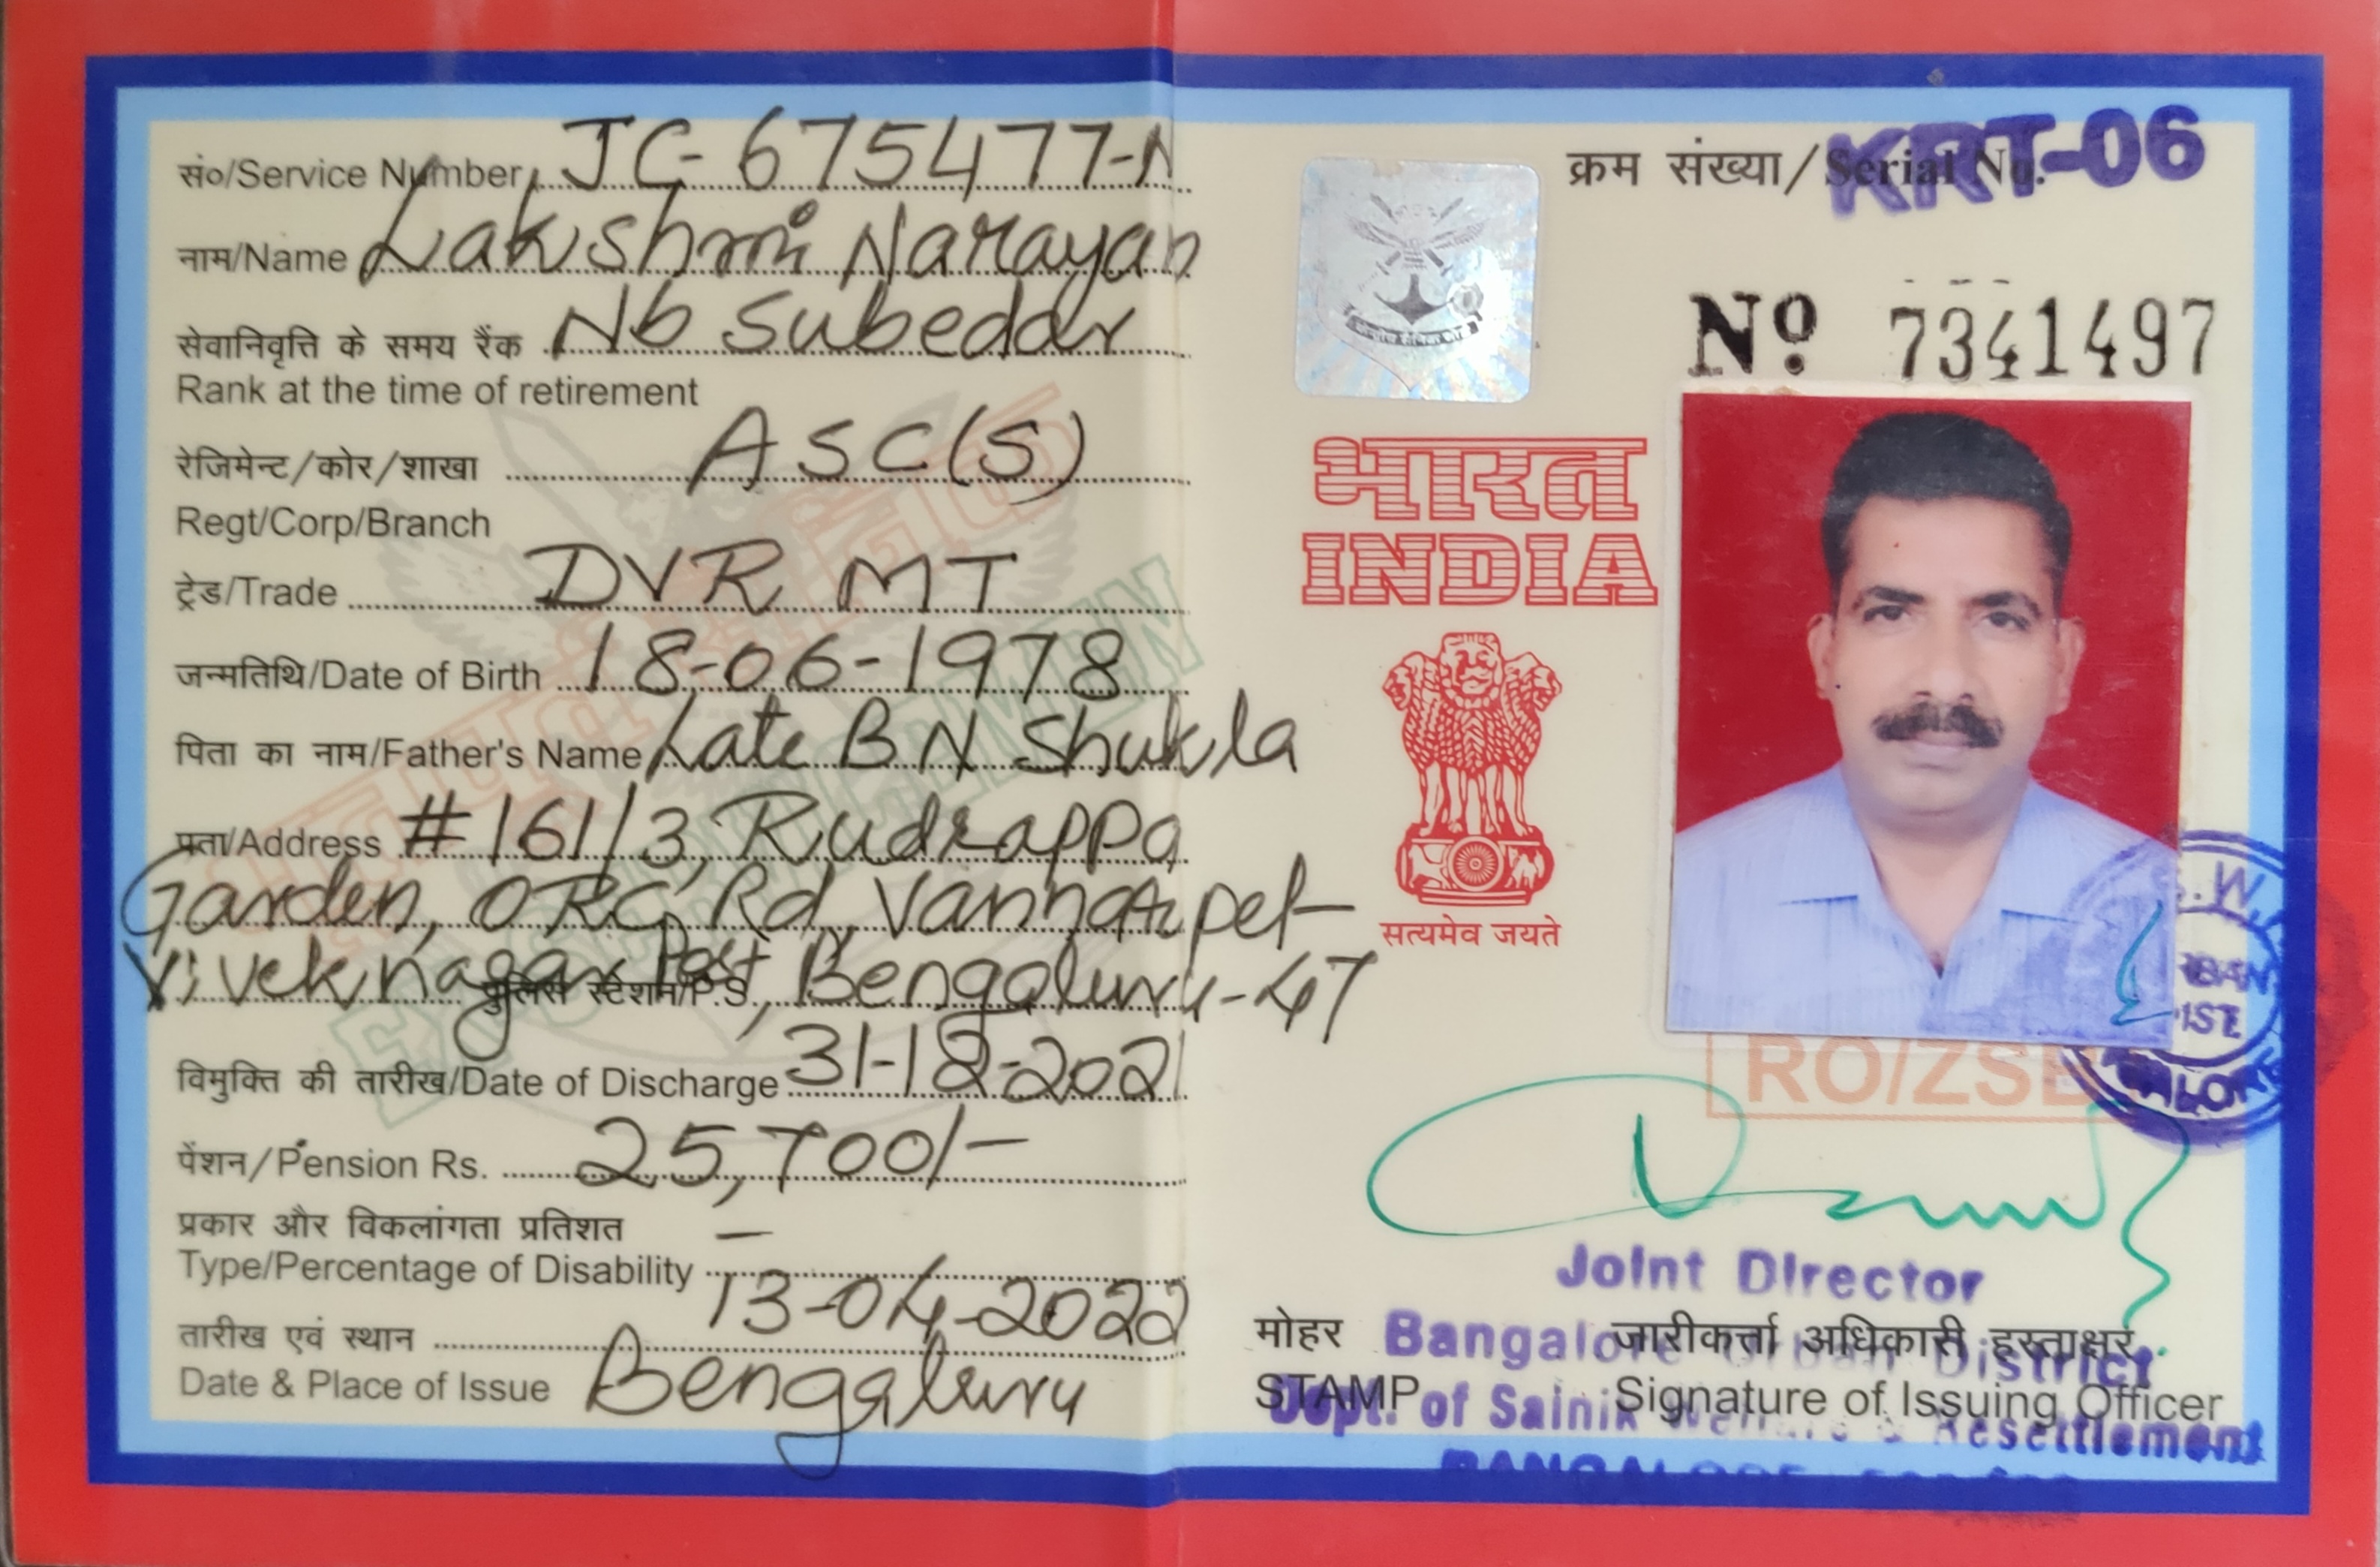 सं०/Service Number JC-675477-N
नाम/Name Lakshmi Narayan
सेवानिवृत्ति के समय रैंक Nb Subedar
Rank at the time of retirement
रेजिमेन्ट/कोर/शाखा ASC(S)
Regt/Corp/Branch
ट्रेड/Trade DVR MT
जन्मतिथि/Date of Birth 18-06-1978
पिता का नाम/Father's Name Late B N Shukla
पता/Address #161/3, Rudrappa
Garden, ORC Rd, Vannarpet
Viveknagar Post, Bengaluru-47
पुलिस स्टेशन/P.S.
विमुक्ति की तारीख/Date of Discharge 31-12-2021
पेंशन/Pension Rs. 25,700/-
प्रकार और विकलांगता प्रतिशत –
Type/Percentage of Disability
तारीख एवं स्थान 13-04-2022
Date & Place of Issue Bengaluru
क्रम संख्या/Serial No. KRT-06
Nº 7341497
भारत
INDIA
सत्यमेव जयते
RO/ZSB
Joint Director
Bangalore Urban District
Dept. of Sainik Welfare & Resettlement
मोहर
STAMP
जारीकर्त्ता अधिकारी हस्ताक्षर
Signature of Issuing Officer